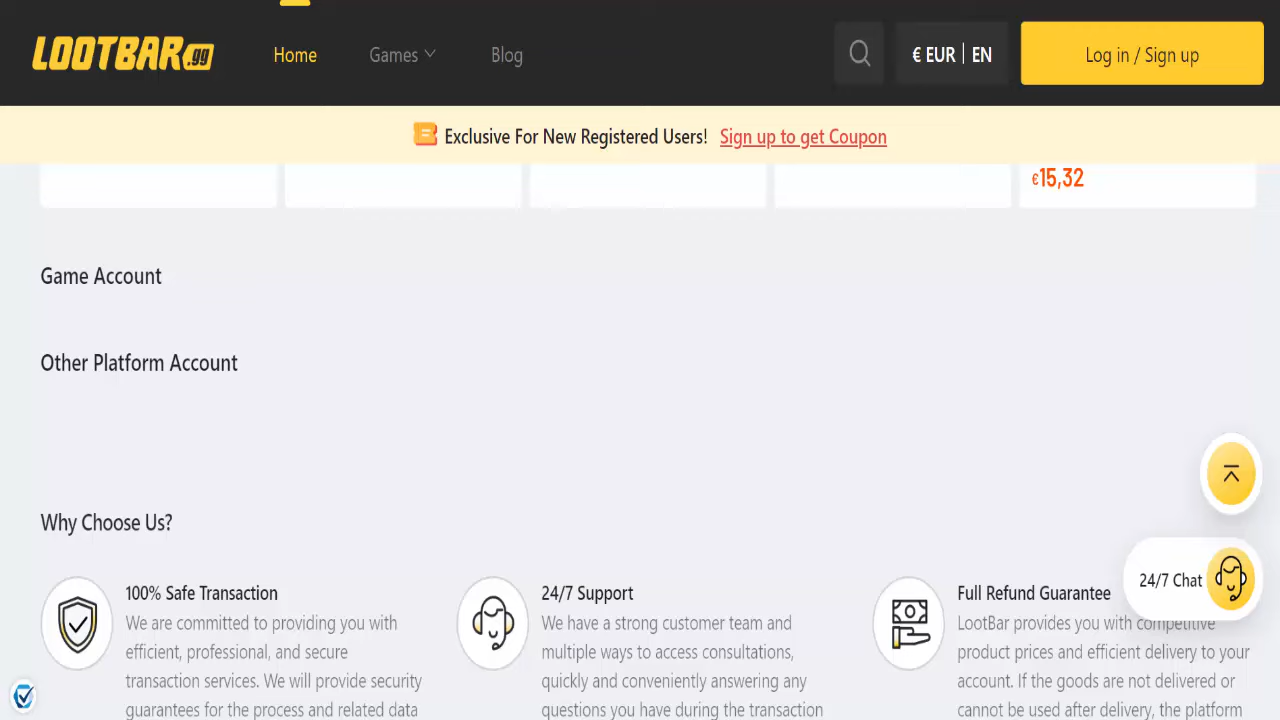 LOOTBAR.gg
Home
Games
Blog
€ EUR | EN
Log in / Sign up
Exclusive For New Registered Users! Sign up to get Coupon
€15,32
Game Account
Other Platform Account
Why Choose Us?
100% Safe Transaction
We are committed to providing you with
efficient, professional, and secure
transaction services. We will provide security
guarantees for the process and related data
24/7 Support
We have a strong customer team and
multiple ways to access consultations,
quickly and conveniently answering any
questions you have during the transaction
Full Refund Guarantee
LootBar provides you with competitive
product prices and efficient delivery to your
account. If the goods are not delivered or
cannot be used after delivery, the platform
24/7 Chat